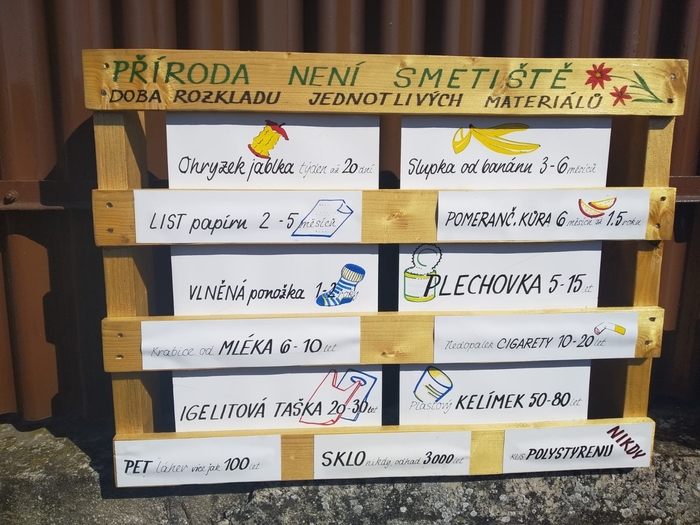 PŘÍRODA NENÍ SMETIŠTĚ
DOBA ROZKLADU JEDNOTLIVÝCH MATERIÁLŮ
Ohryzek jablka týden až 20 dní
Slupka od banánu 3-6 měsíců
LIST papíru 2-5 měsíců
POMERANČ. KŮRA 6 měsíců až 1.5 roku
VLNĚNÁ ponožka
PLECHOVKA 5-15 let
Krabice od MLÉKA 6-10 let
Nedopalek CIGARETY 10-20 let
IGELITOVÁ TAŠKA 20-30 let
Plastový KELÍMEK 50-80 let
PET láhev více jak 100 let
SKLO nikdy, odhad 3000 let
kus POLYSTYRENU NIKDY